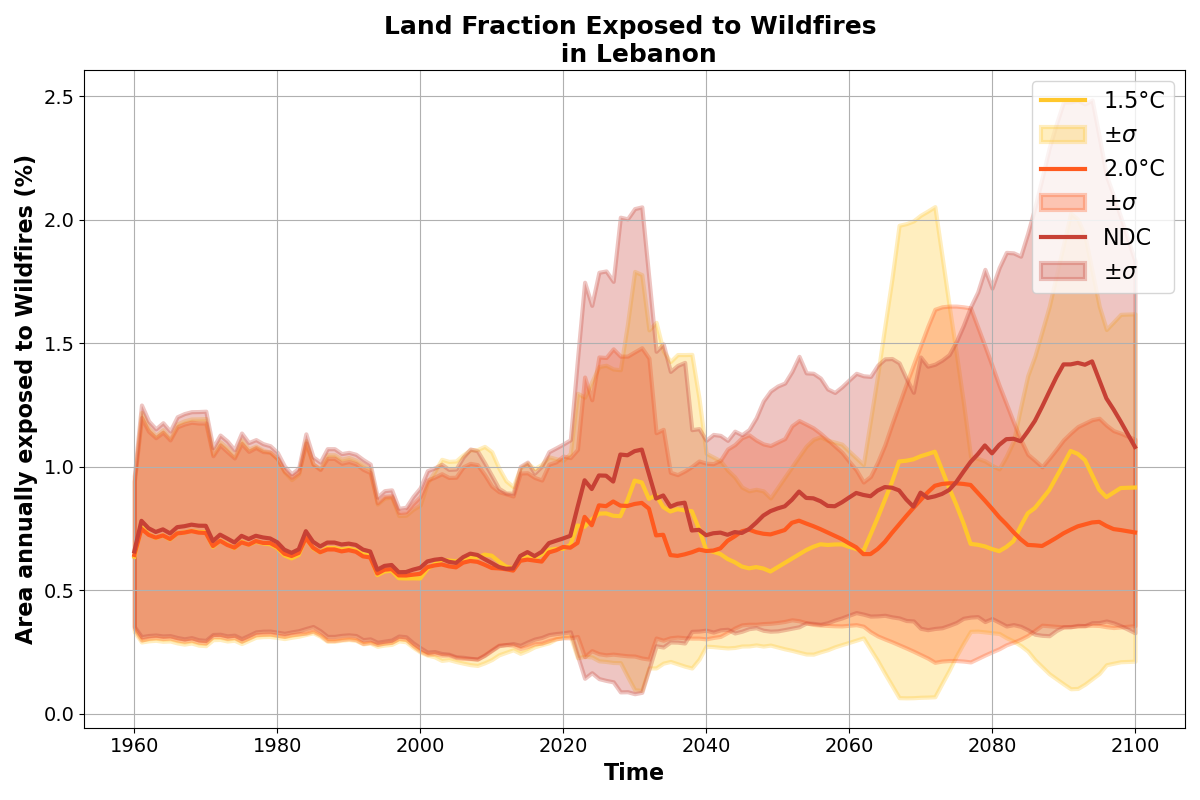 Land Fraction Exposed to Wildfires
in Lebanon
Area annually exposed to Wildfires (%)
2.5
2.0
1.5
1.0
0.5
0.0
1.5°C
±σ
2.0°C
±σ
NDC
±σ
1960
1980
2000
2020
2040
2060
2080
2100
Time